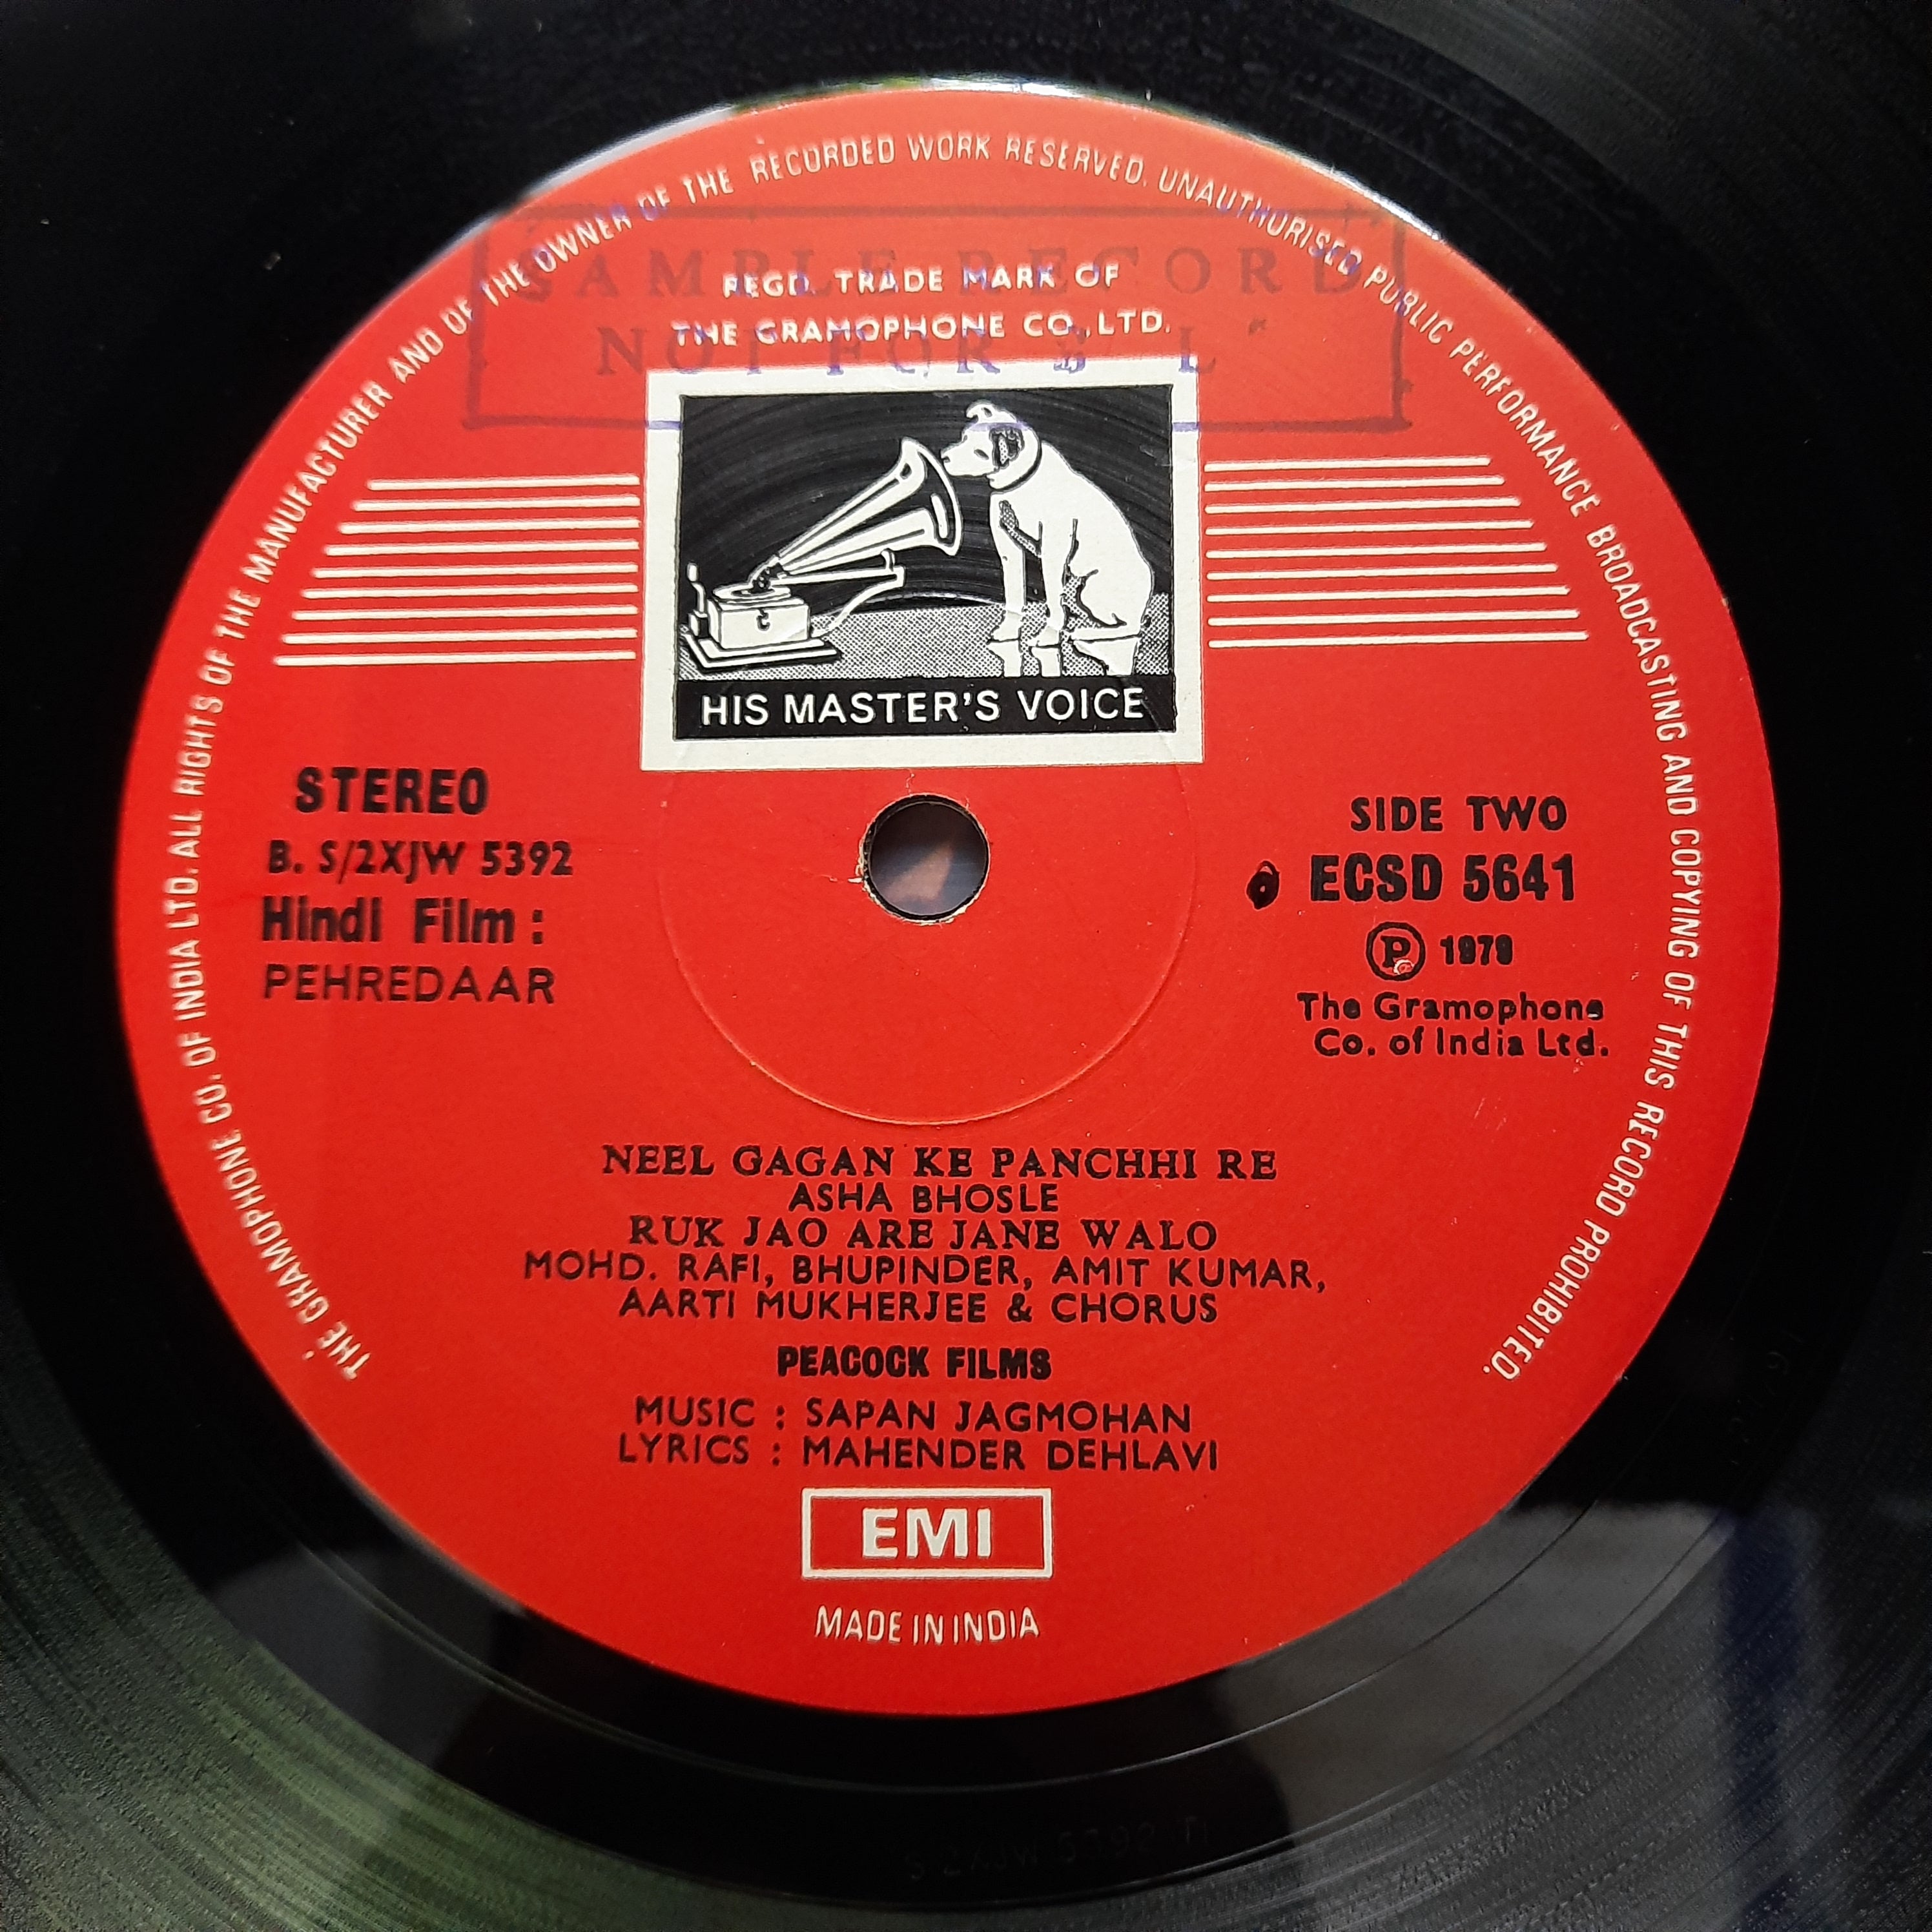 THE GRAMOPHONE CO. OF INDIA LTD. ALL RIGHTS OF THE MANUFACTURER AND OF THE OWNER OF THE RECORDED WORK RESERVED. UNAUTHORISED PUBLIC PERFORMANCE BROADCASTING AND COPYING OF THIS RECORD PROHIBITED.
SAMPLE RECORD
NOT FOR
REGD. TRADE MARK OF
THE GRAMOPHONE CO. LTD.
HIS MASTER'S VOICE
STEREO
B. S/2XJW 5392
Hindi Film :
PEHREDAAR
SIDE TWO
ECSD 5641
Ⓟ 1979
The Gramophone
Co. of India Ltd.
NEEL GAGAN KE PANCHHI RE
ASHA BHOSLE
RUK JAO ARE JANE WALO
MOHD. RAFI, BHUPINDER, AMIT KUMAR,
AARTI MUKHERJEE & CHORUS
PEACOCK FILMS
MUSIC : SAPAN JAGMOHAN
LYRICS : MAHENDER DEHLAVI
EMI
MADE IN INDIA